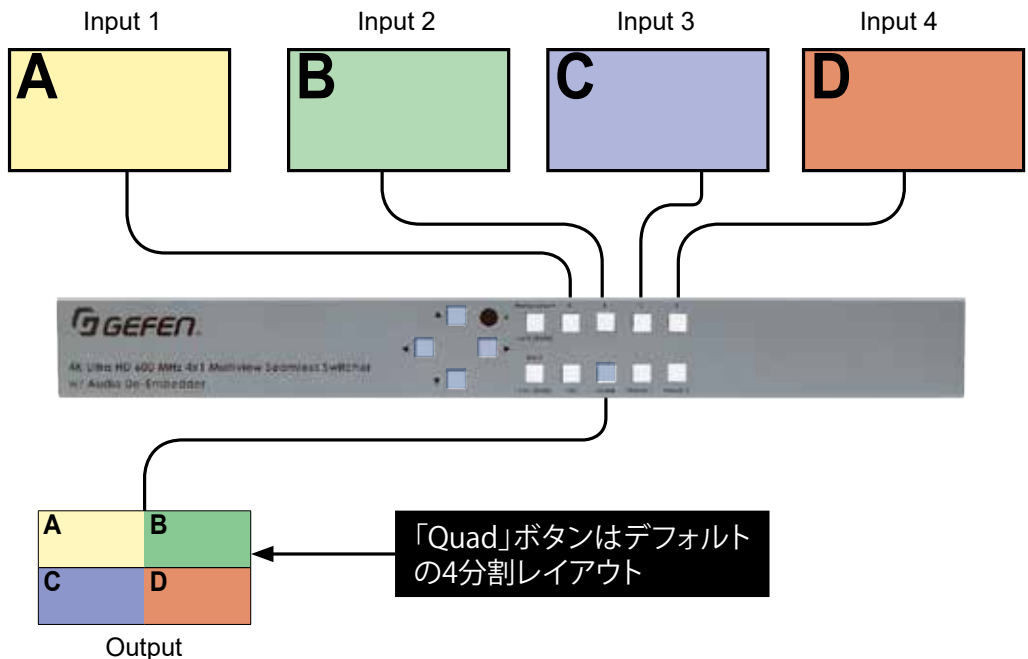 Input 1
Input 2
Input 3
Input 4
A
B
C
D
GEFEN
4K Ultra HD 600 MHz 4x1 Multiview Seamless Switcher
w/ Audio De-Embedder
A
B
C
D
「Quad」ボタンはデフォルト
の4分割レイアウト
Output